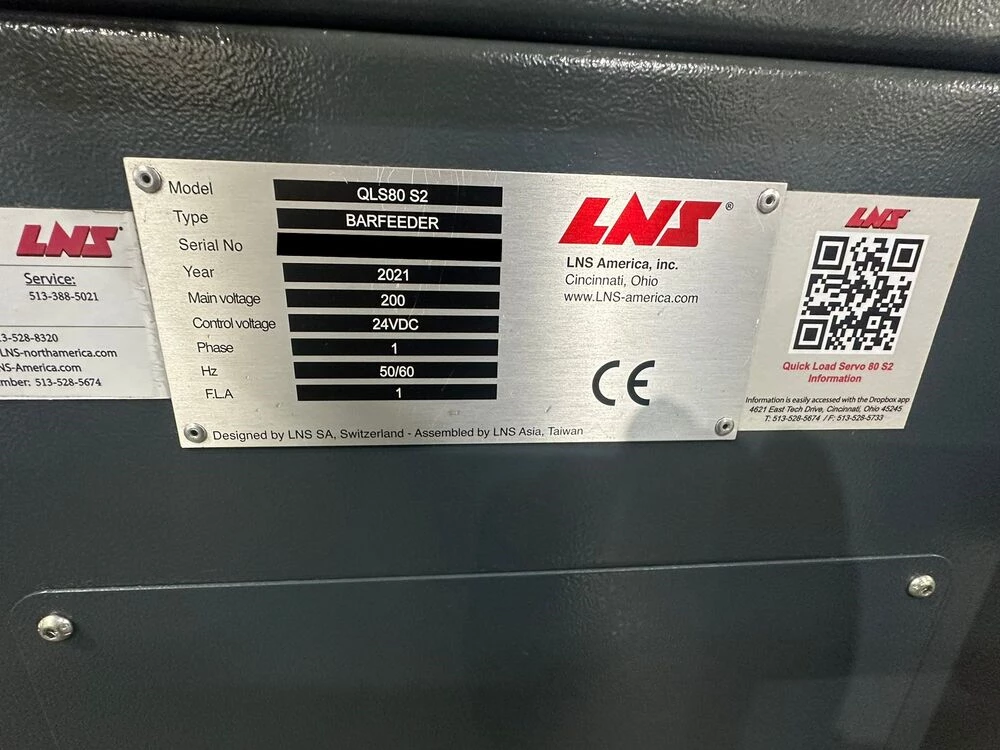 LNS
Service:
513-388-5021
13-528-8320
LNS-northamerica.com
NS-America.com
mber: 513-528-5674
Model QLS80 S2
Type BARFEEDER
Serial No
Year 2021
Main voltage 200
Control voltage 24VDC
Phase 1
Hz 50/60
F.L.A 1
LNS®
LNS America, inc.
Cincinnati, Ohio
www.LNS-america.com
CE
Designed by LNS SA, Switzerland - Assembled by LNS Asia, Taiwan
LNS
Quick Load Servo 80 S2
Information
Information is easily accessed with the Dropbox app
4621 East Tech Drive, Cincinnati, Ohio 45245
T: 513-528-5674 / F: 513-528-5733